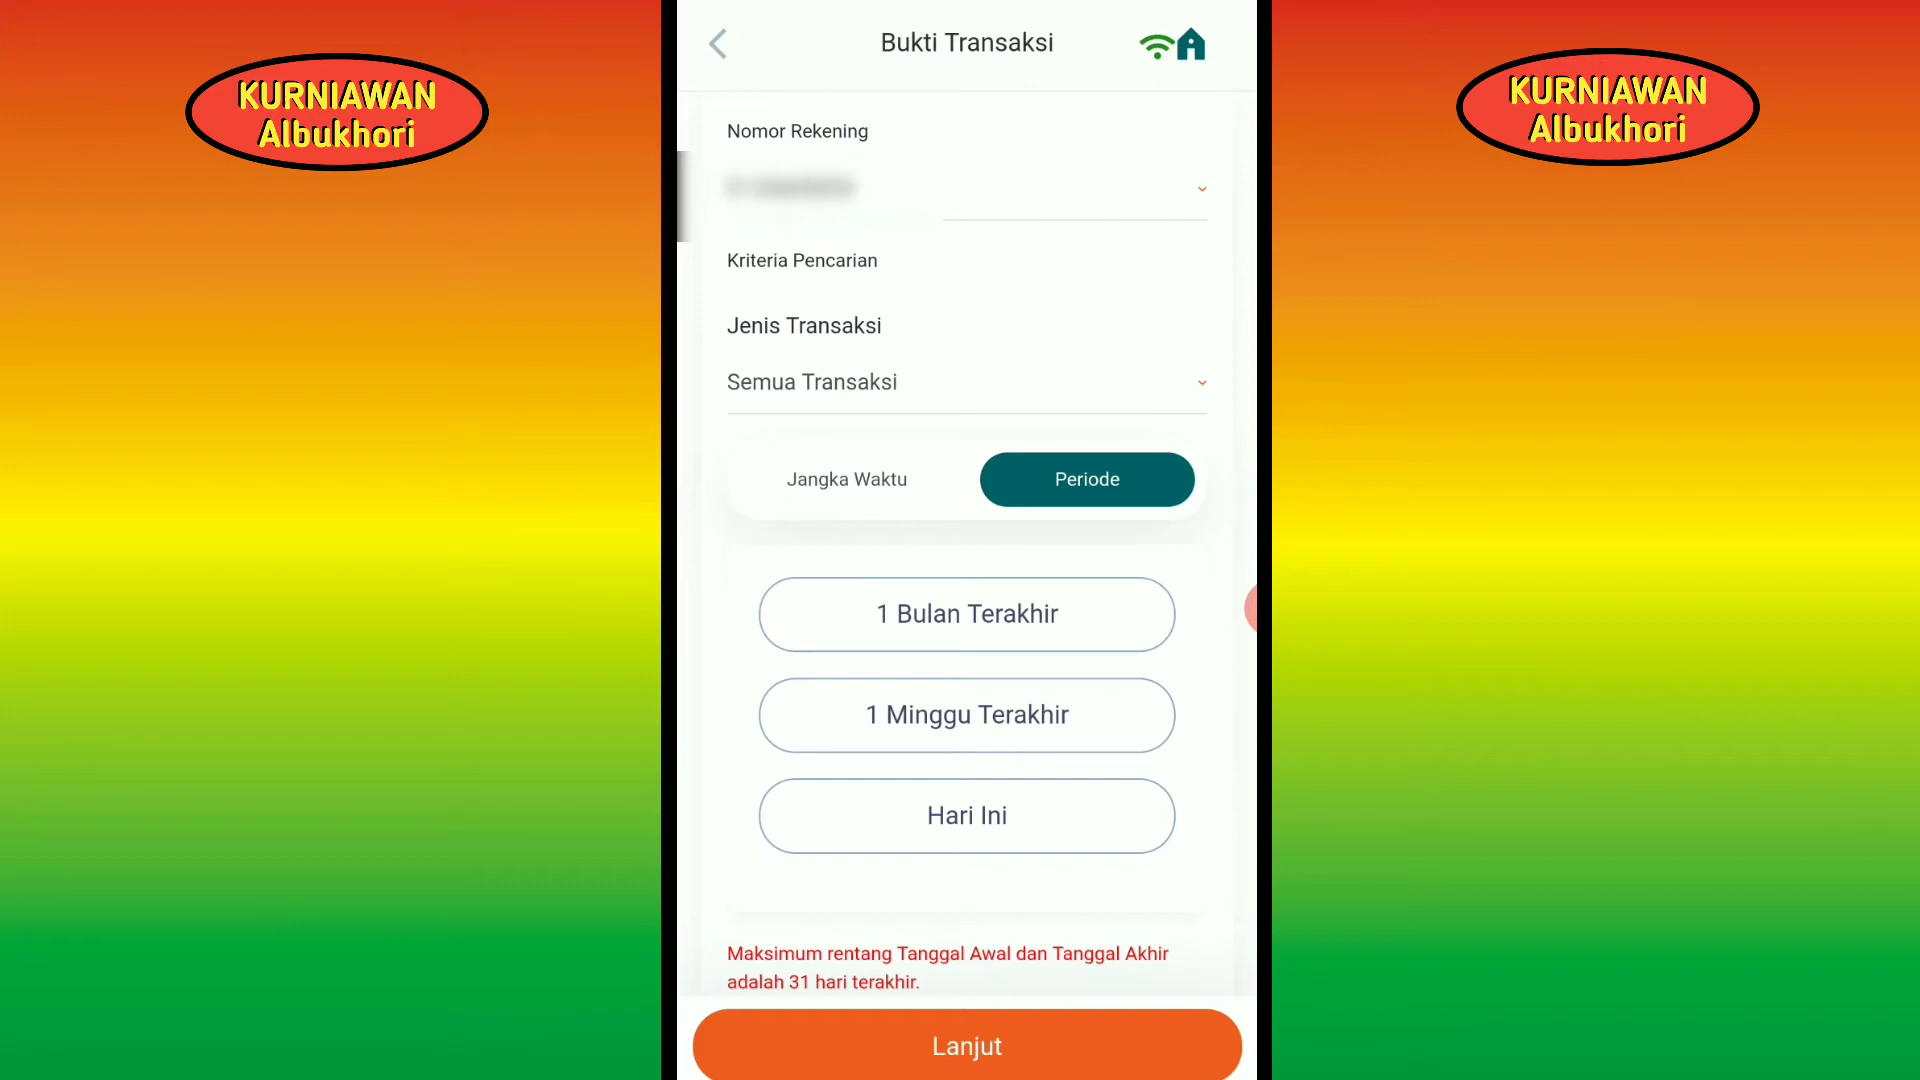 KURNIAWAN
Albukhori
Bukti Transaksi
KURNIAWAN
Albukhori
Nomor Rekening
Kriteria Pencarian
Jenis Transaksi
Semua Transaksi
Jangka Waktu
Periode
1 Bulan Terakhir
1 Minggu Terakhir
Hari Ini
Maksimum rentang Tanggal Awal dan Tanggal Akhir
adalah 31 hari terakhir.
Lanjut